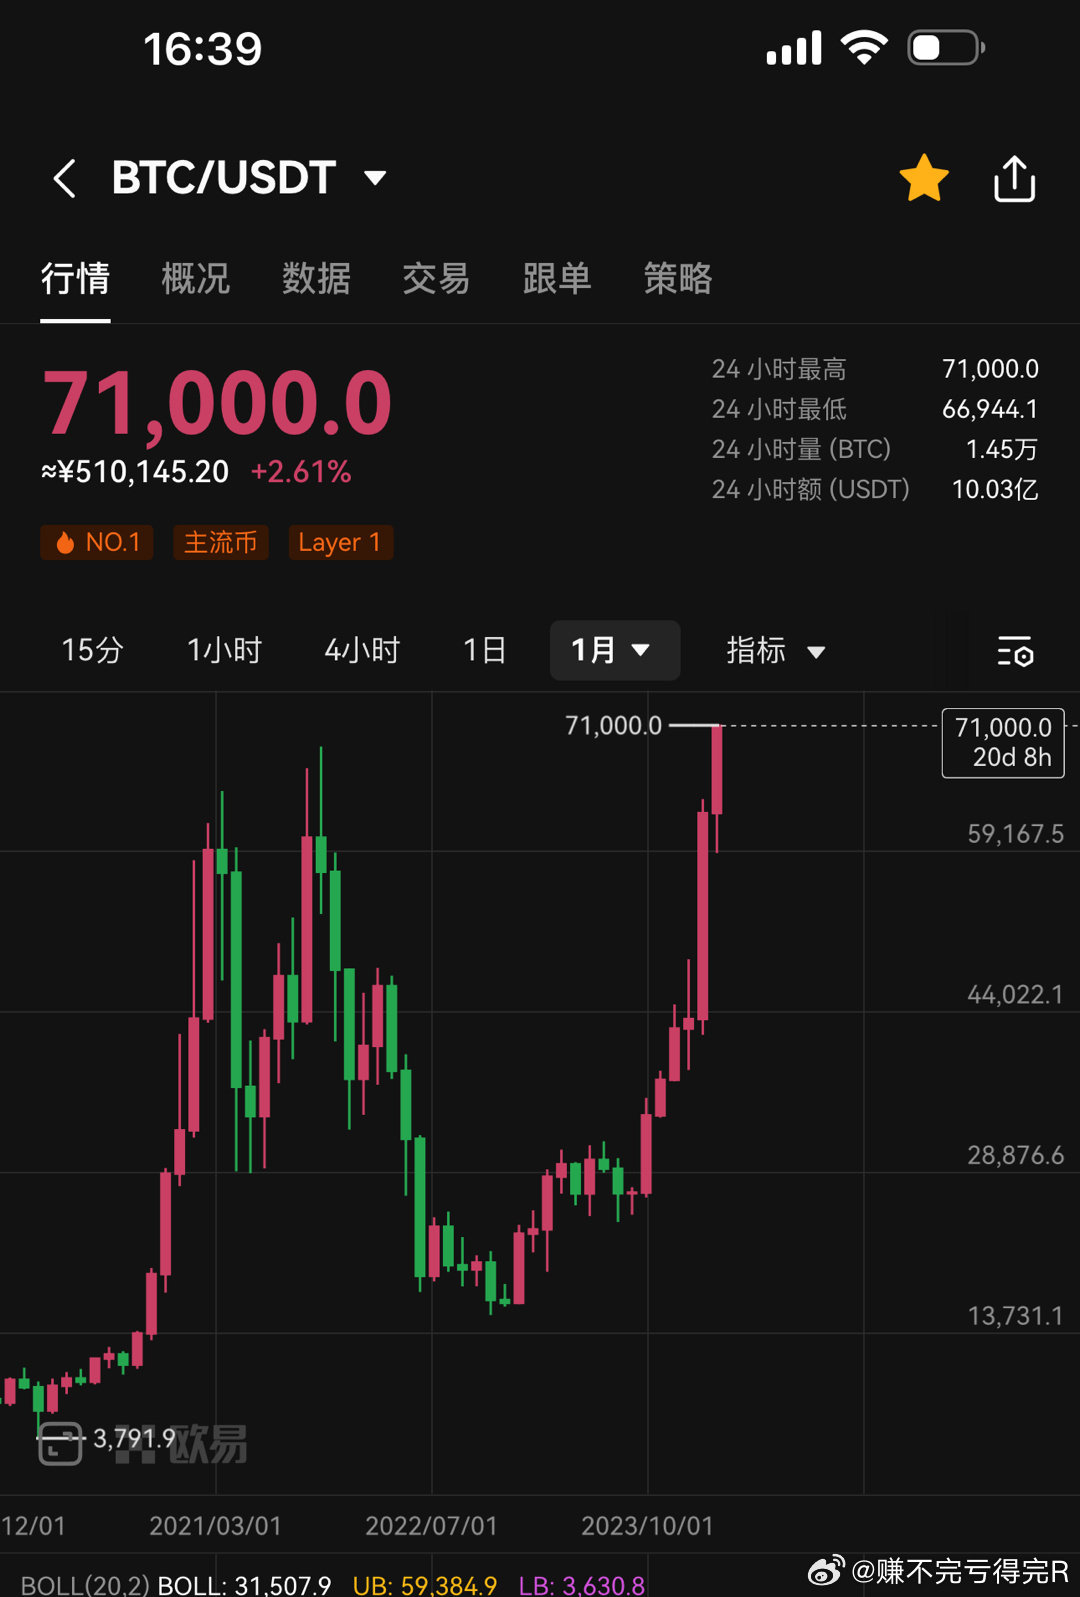 16:39
BTC/USDT
行情 概况 数据 交易 跟单 策略
71,000.0
≈¥510,145.20 +2.61%
24 小时最高 71,000.0
24 小时最低 66,944.1
24 小时量 (BTC) 1.45万
24 小时额 (USDT) 10.03亿
NO.1 主流币 Layer 1
15分 1小时 4小时 1日 1月 指标
71,000.0
71,000.0
20d 8h
59,167.5
44,022.1
28,876.6
13,731.1
3,791.9
欧易
12/01 2021/03/01 2022/07/01 2023/10/01
BOLL(20,2) BOLL: 31,507.9 UB: 59,384.9 LB: 3,630.8
@赚不完亏得完R